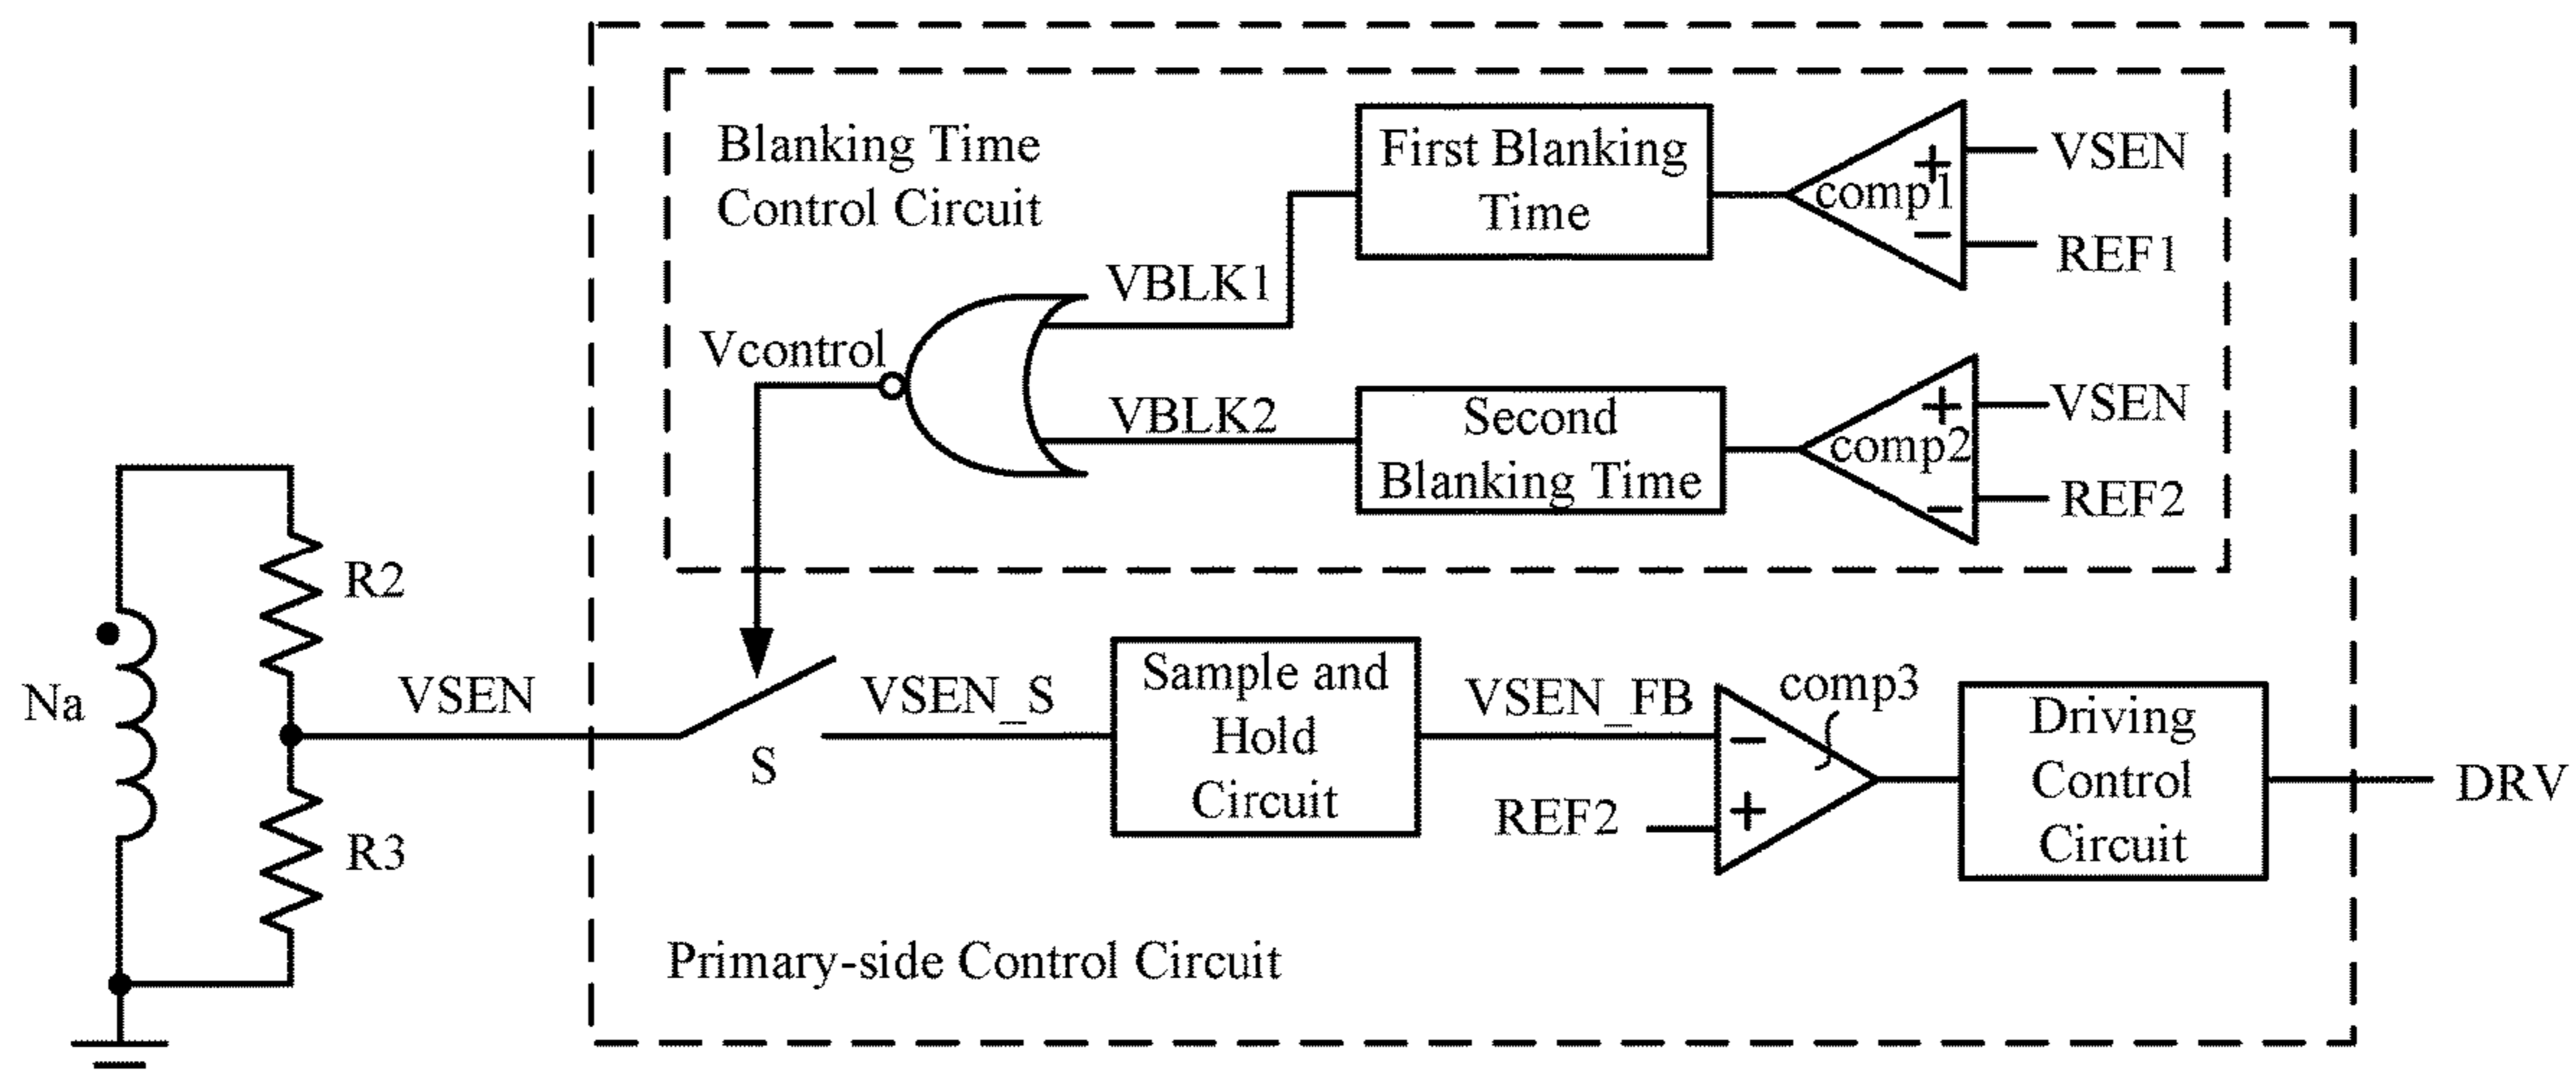 Blanking Time
Control Circuit
First Blanking
Time
+
comp1
−
VSEN
REF1
VBLK1
Vcontrol
VBLK2
Second
Blanking Time
+
comp2
−
VSEN
REF2
R2
Na
VSEN
S
VSEN_S
Sample and
Hold
Circuit
VSEN_FB
REF2
−
+
comp3
Driving
Control
Circuit
DRV
R3
Primary-side Control Circuit